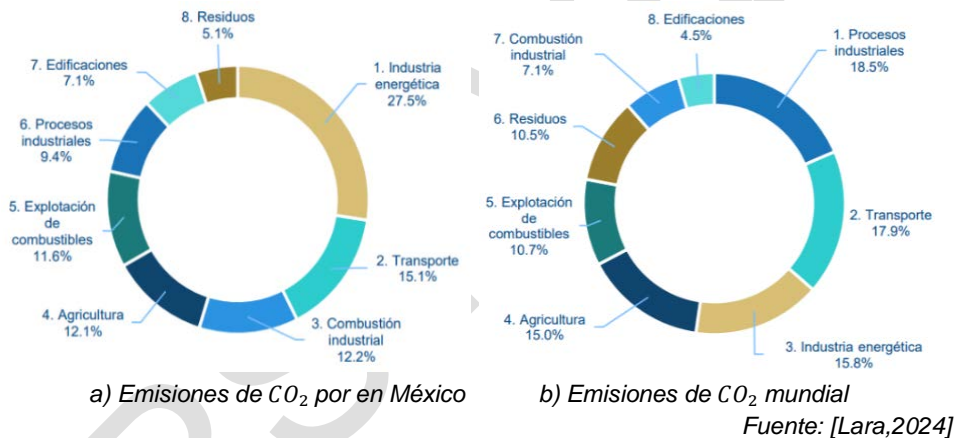 8. Residuos
5.1%
1. Industria
energética
27.5%
2. Transporte
15.1%
3. Combustión
industrial
12.2%
4. Agricultura
12.1%
5. Explotación
de
combustibles
11.6%
6. Procesos
industriales
9.4%
7. Edificaciones
7.1%
a) Emisiones de CO₂ por en México
8. Edificaciones
4.5%
1. Procesos
industriales
18.5%
2. Transporte
17.9%
3. Industria energética
15.8%
4. Agricultura
15.0%
5. Explotación
de
combustibles
10.7%
6. Residuos
10.5%
7. Combustión
industrial
7.1%
b) Emisiones de CO₂ mundial
Fuente: [Lara,2024]